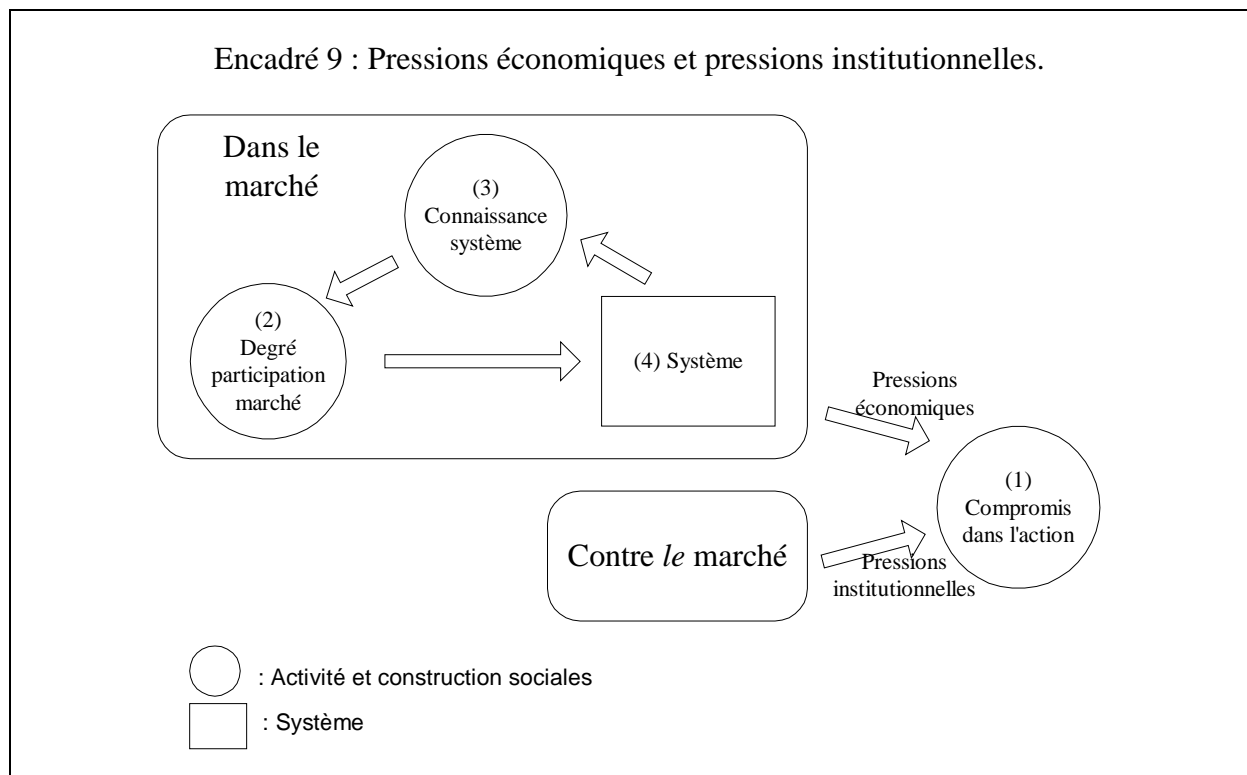 Encadré 9 : Pressions économiques et pressions institutionnelles.
Dans le
marché
(3)
Connaissance
système
(2)
Degré
participation
marché
(4) Système
Pressions
économiques
(1)
Compromis
dans l'action
Contre le marché
Pressions
institutionnelles
: Activité et construction sociales
: Système